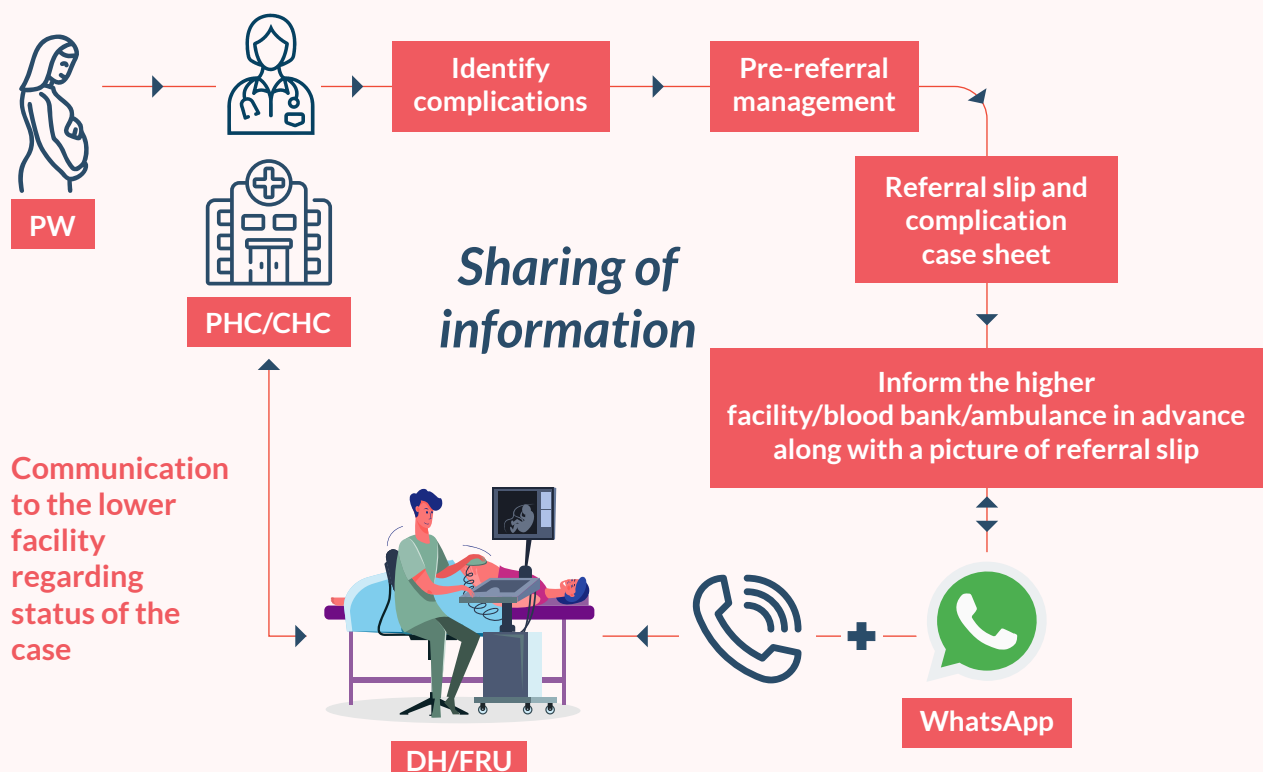 Identify
complications
Pre-referral
management
PW
Referral slip and
complication
case sheet
PHC/CHC
Sharing of
information
Inform the higher
facility/blood bank/ambulance in advance
along with a picture of referral slip
Communication
to the lower
facility
regarding
status of the
case
WhatsApp
DH/FRU